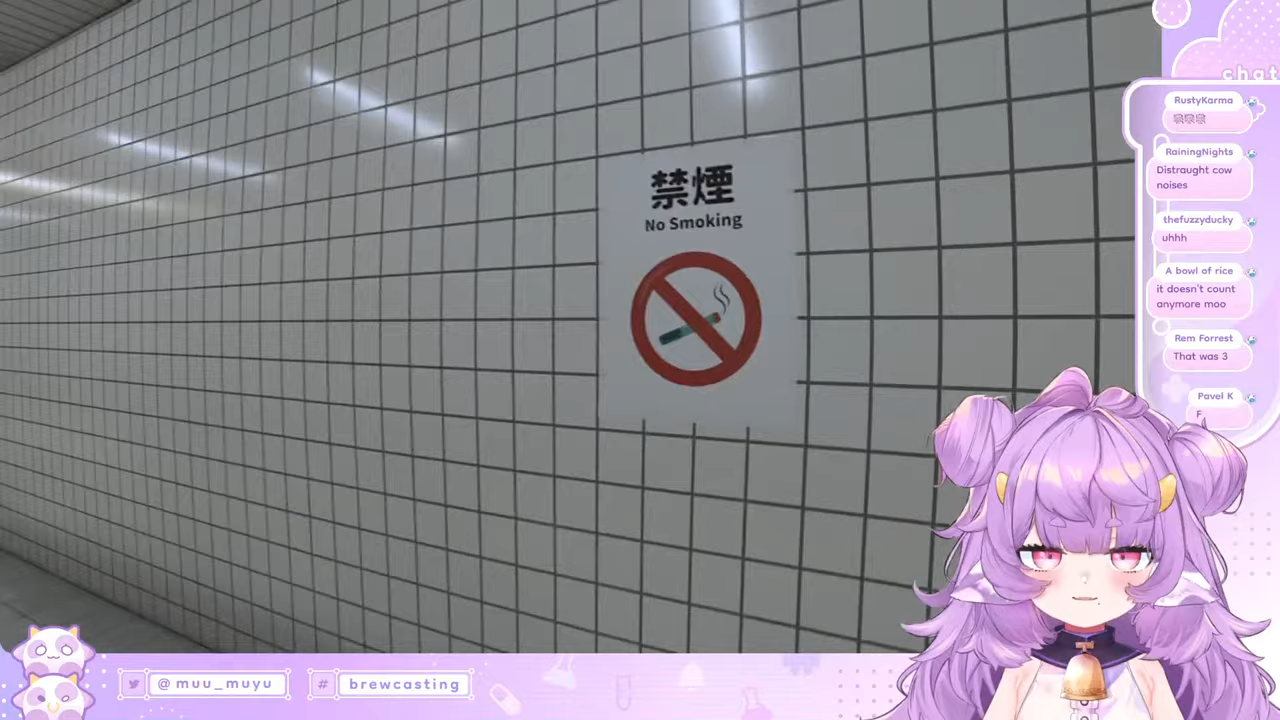 禁煙
No Smoking
chat
RustyKarma
RainingNights
Distraught cow
noises
thefuzzyducky
uhhh
A bowl of rice
it doesn't count
anymore moo
Rem Forrest
That was 3
Pavel K
F
@muu_muyu
# brewcasting